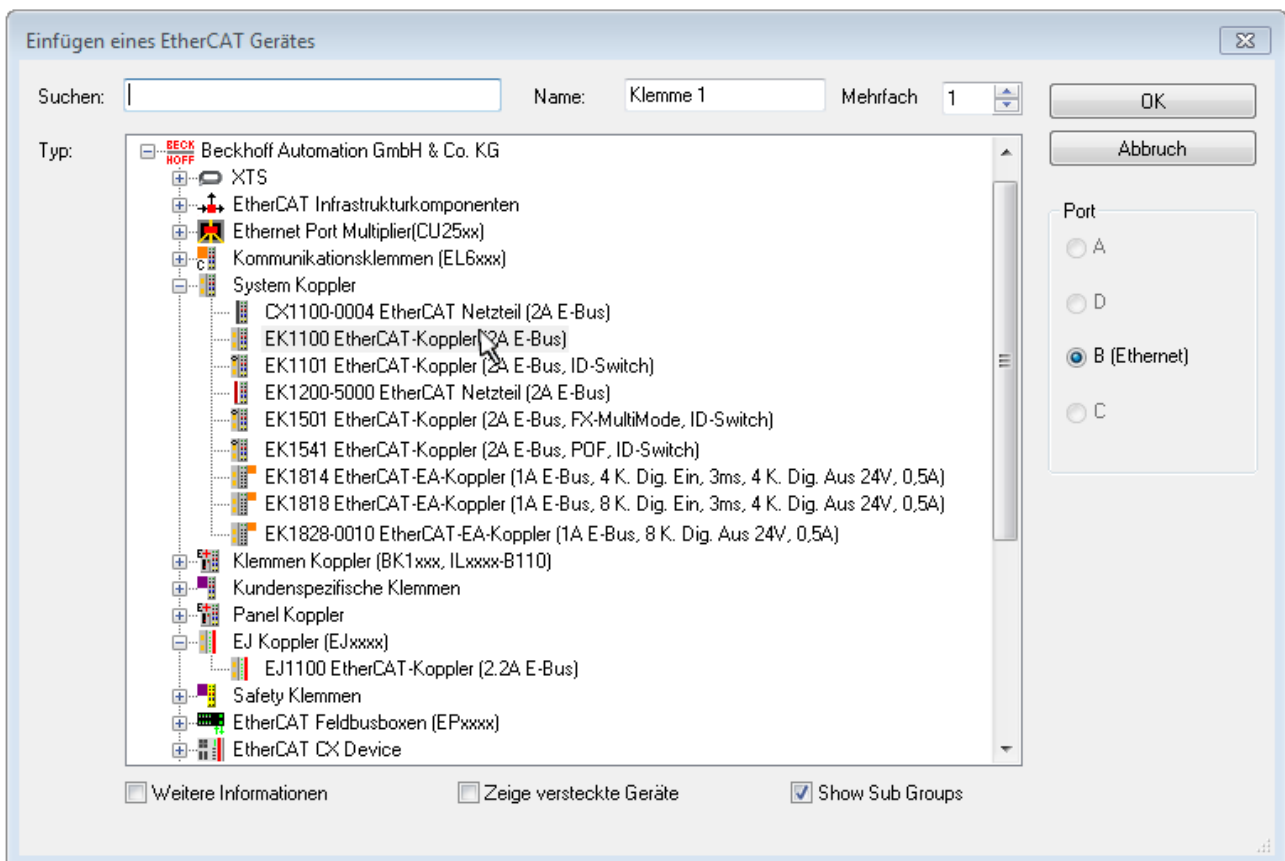 Einfügen eines EtherCAT Gerätes
Suchen: Name: Klemme 1 Mehrfach 1 OK
Abbruch
Typ: BECKHOFF Beckhoff Automation GmbH & Co. KG
XTS
EtherCAT Infrastrukturkomponenten
Ethernet Port Multiplier(CU25xx)
C Kommunikationsklemmen (EL6xxx)
System Koppler
CX1100-0004 EtherCAT Netzteil (2A E-Bus)
EK1100 EtherCAT-Koppler (2A E-Bus)
EK1101 EtherCAT-Koppler (2A E-Bus, ID-Switch)
EK1200-5000 EtherCAT Netzteil (2A E-Bus)
EK1501 EtherCAT-Koppler (2A E-Bus, FX-MultiMode, ID-Switch)
EK1541 EtherCAT-Koppler (2A E-Bus, POF, ID-Switch)
EK1814 EtherCAT-EA-Koppler (1A E-Bus, 4 K. Dig. Ein, 3ms, 4 K. Dig. Aus 24V, 0,5A)
EK1818 EtherCAT-EA-Koppler (1A E-Bus, 8 K. Dig. Ein, 3ms, 4 K. Dig. Aus 24V, 0,5A)
EK1828-0010 EtherCAT-EA-Koppler (1A E-Bus, 8 K. Dig. Aus 24V, 0,5A)
Klemmen Koppler (BK1xxx, ILxxxx-B110)
Kundenspezifische Klemmen
Panel Koppler
EJ Koppler (EJxxxx)
EJ1100 EtherCAT-Koppler (2.2A E-Bus)
Safety Klemmen
EtherCAT Feldbusboxen (EPxxxx)
EtherCAT CX Device
Port
A
D
B (Ethernet)
C
Weitere Informationen Zeige versteckte Geräte Show Sub Groups